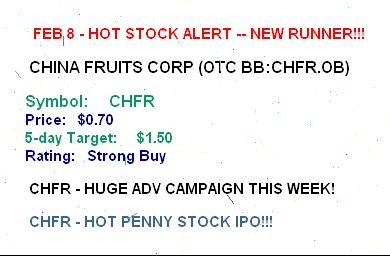 FEB 8 - HOT STOCK ALERT -- NEW RUNNER!!!
CHINA FRUITS CORP (OTC BB:CHFR.OB)
Symbol: CHFR
Price: $0.70
5-day Target: $1.50
Rating: Strong Buy
CHFR - HUGE ADV CAMPAIGN THIS WEEK!
CHFR - HOT PENNY STOCK IPO!!!